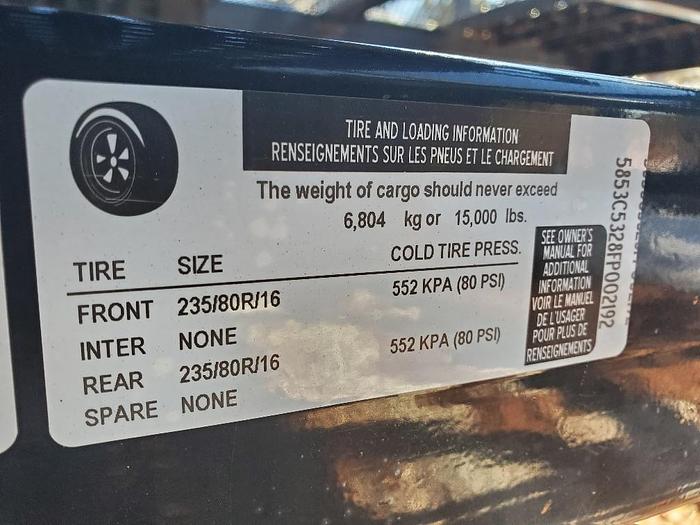 TIRE AND LOADING INFORMATION
RENSEIGNEMENTS SUR LES PNEUS ET LE CHARGEMENT
The weight of cargo should never exceed
6,804 kg or 15,000 lbs.
TIRE SIZE COLD TIRE PRESS.
FRONT 235/80R/16 552 KPA (80 PSI)
INTER NONE
REAR 235/80R/16 552 KPA (80 PSI)
SPARE NONE
SEE OWNER'S
MANUAL FOR
ADDITIONAL
INFORMATION
VOIR LE MANUEL
DE L'USAGER
POUR PLUS DE
RENSEIGNEMENTS
5853C5328FP002192